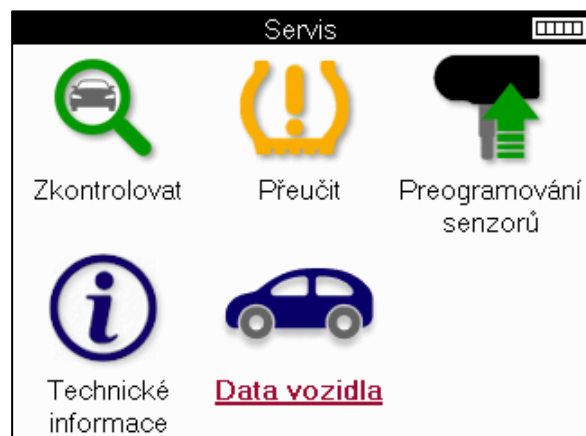 Servis
Zkontrolovat
Přeučit
Preogramování
senzorů
Technické
informace
Data vozidla